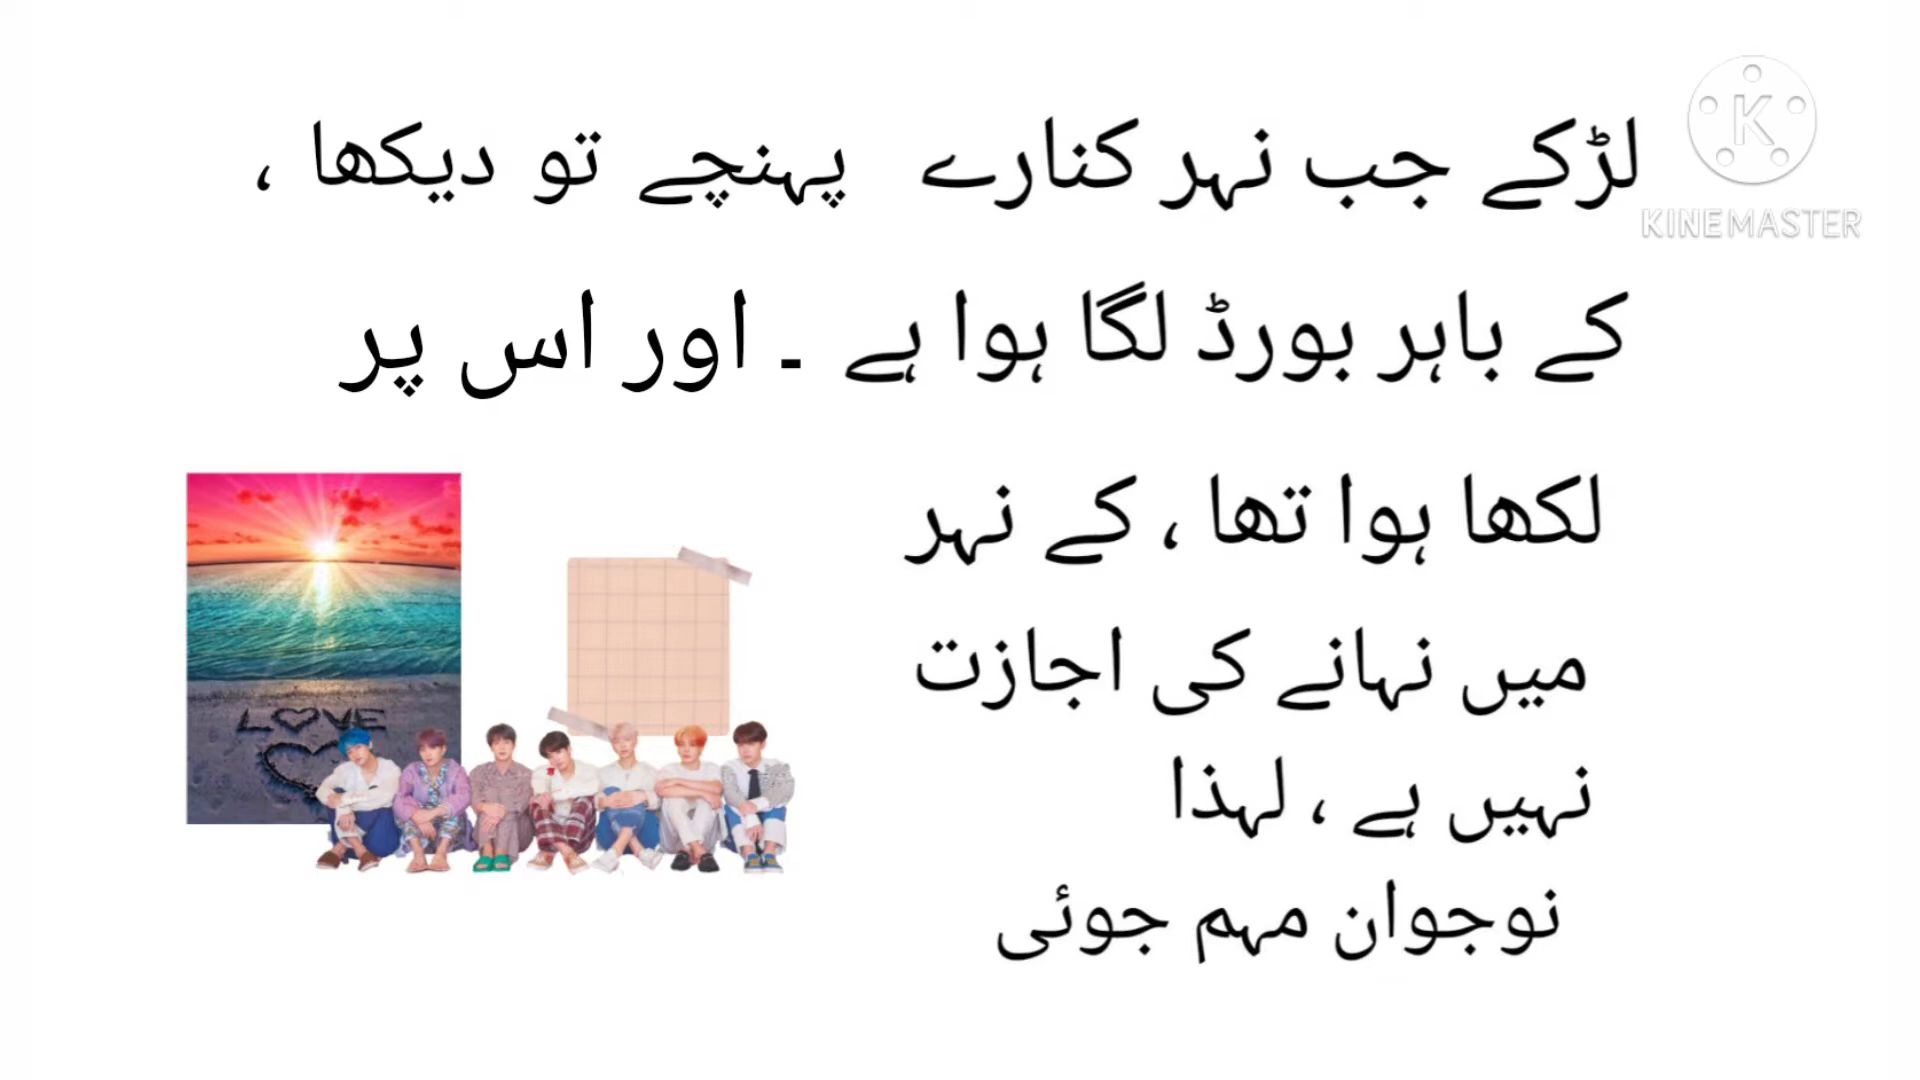 لڑکے جب نہر کنارے پہنچے تو دیکھا ،
کے باہر بورڈ لگا ہوا ہے ۔ اور اس پر
لکھا ہوا تھا ، کے نہر
میں نہانے کی اجازت
نہیں ہے ، لہذا
نوجوان مہم جوئی
K
KINEMASTER
LOVE